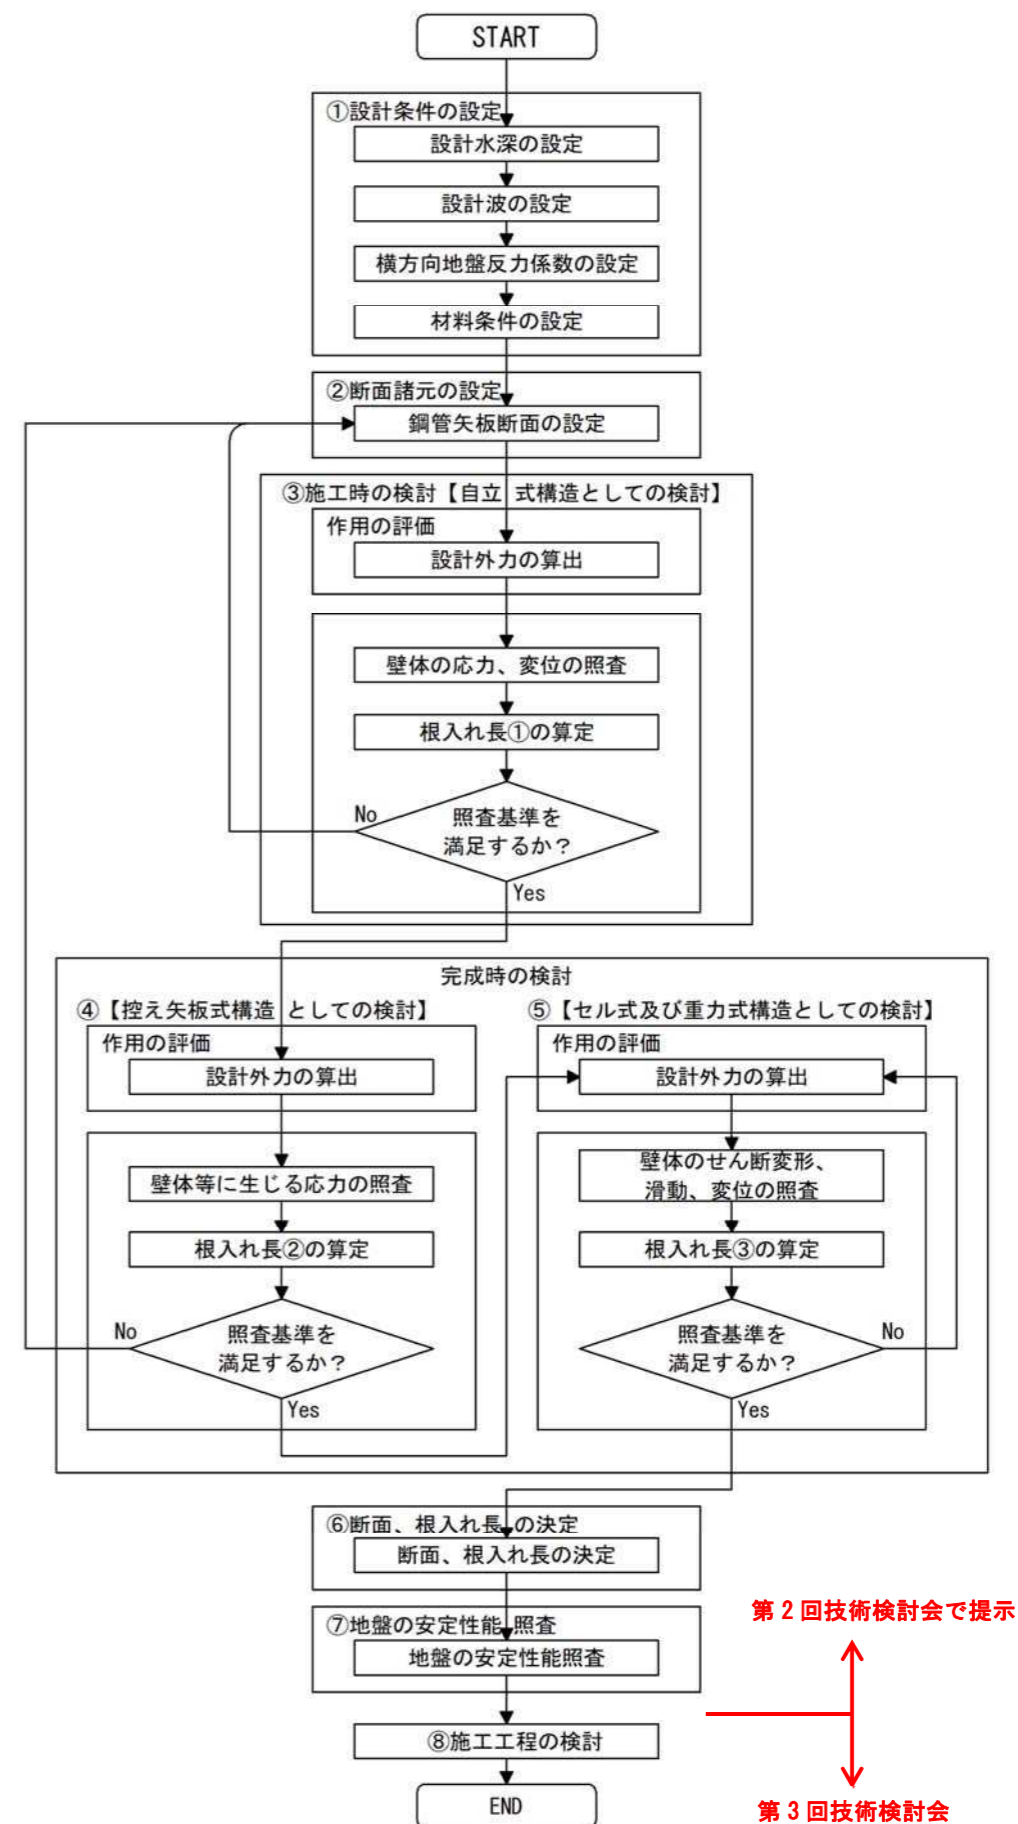 START
①設計条件の設定
設計水深の設定
設計波の設定
横方向地盤反力係数の設定
材料条件の設定
②断面諸元の設定
鋼管矢板断面の設定
③施工時の検討【自立 式構造としての検討】
作用の評価
設計外力の算出
壁体の応力、変位の照査
根入れ長①の算定
No
照査基準を
満足するか？
Yes
完成時の検討
④【控え矢板式構造 としての検討】
作用の評価
設計外力の算出
壁体等に生じる応力の照査
根入れ長②の算定
No
照査基準を
満足するか？
Yes
⑤【セル式及び重力式構造としての検討】
作用の評価
設計外力の算出
壁体のせん断変形、
滑動、変位の照査
根入れ長③の算定
照査基準を
満足するか？
No
Yes
⑥断面、根入れ長 の決定
断面、根入れ長の決定
⑦地盤の安定性能 照査
地盤の安定性能照査
⑧施工工程の検討
END
第2回技術検討会で提示
第3回技術検討会